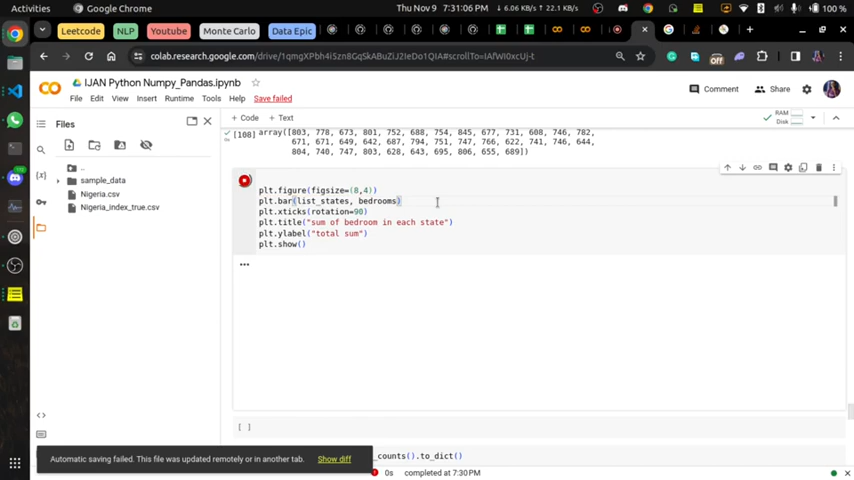 Activities
Thu Nov 9 7:31:06 PM
6.06 KB/s
22.1 KB/s
100 %
Leetcode
NLP
Youtube
Monte Carlo
Data Epic
colab.research.google.com/drive/1qmgXPbh4iSzn8GqSkABuZiJ2IeDo1QIA#scrollTo=IAfWI0xcUj-t
Off
IJAN Python Numpy_Pandas.ipynb
File Edit View Insert Runtime Tools Help Save failed
Comment
Share
Files
+ Code + Text
RAM
Disk
..
sample_data
Nigeria.csv
Nigeria_index_true.csv
[108]
array([803, 778, 673, 801, 752, 688, 754, 845, 677, 731, 608, 746, 782,
671, 671, 649, 642, 687, 751, 747, 766, 622, 741, 746, 644,
804, 740, 747, 803, 628, 643, 695, 806, 655, 689])
plt.figure(figsize=(8,4))
plt.bar(list_states, bedrooms)
plt.xticks(rotation=90)
plt.title("sum of bedroom in each state")
plt.ylabel("total sum")
plt.show()
[ ]
_counts().to_dict()
Automatic saving failed. This file was updated remotely or in another tab. Show diff
0s completed at 7:30 PM